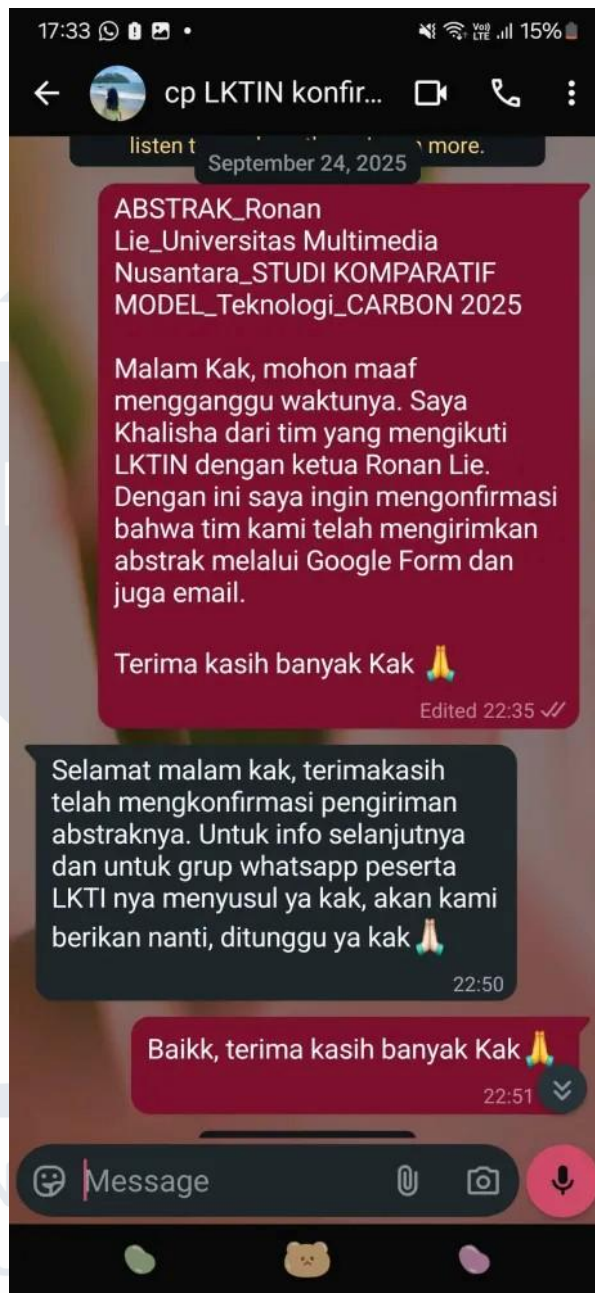 17:33
15%
cp LKTIN konfir...
listen t
more.
September 24, 2025
ABSTRAK_Ronan
Lie_Universitas Multimedia
Nusantara_STUDI KOMPARATIF
MODEL_Teknologi_CARBON 2025
Malam Kak, mohon maaf
mengganggu waktunya. Saya
Khalisha dari tim yang mengikuti
LKTIN dengan ketua Ronan Lie.
Dengan ini saya ingin mengonfirmasi
bahwa tim kami telah mengirimkan
abstrak melalui Google Form dan
juga email.
Terima kasih banyak Kak 🙏
Edited 22:35
Selamat malam kak, terimakasih
telah mengkonfirmasi pengiriman
abstraknya. Untuk info selanjutnya
dan untuk grup whatsapp peserta
LKTI nya menyusul ya kak, akan kami
berikan nanti, ditunggu ya kak 🙏🏻
22:50
Baikk, terima kasih banyak Kak 🙏
22:51
Message